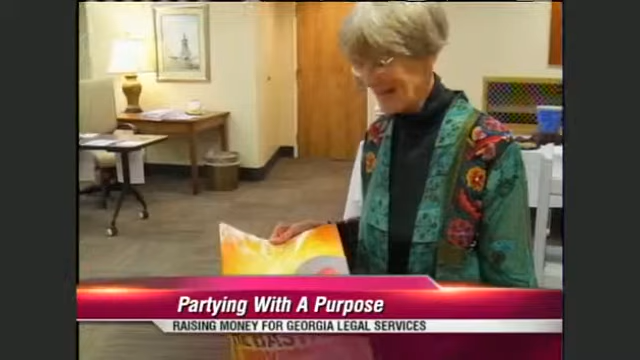 Partying With A Purpose
RAISING MONEY FOR GEORGIA LEGAL SERVICES